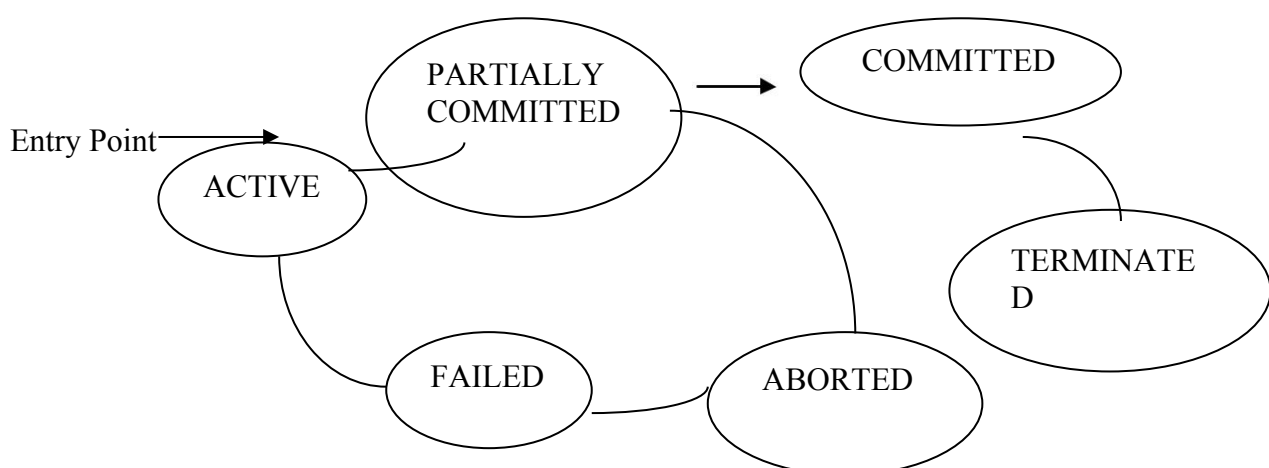 Entry Point
ACTIVE
PARTIALLY
COMMITTED
COMMITTED
TERMINATE
D
FAILED
ABORTED